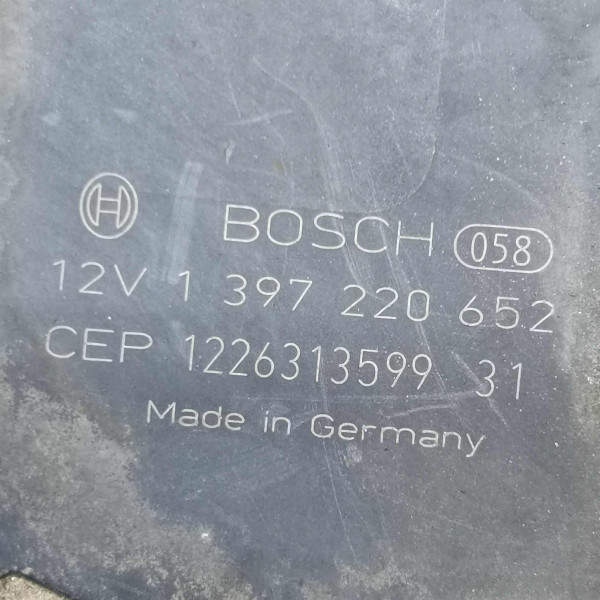 BOSCH 058
12V 1 397 220 652
CEP 1226313599 31
Made in Germany